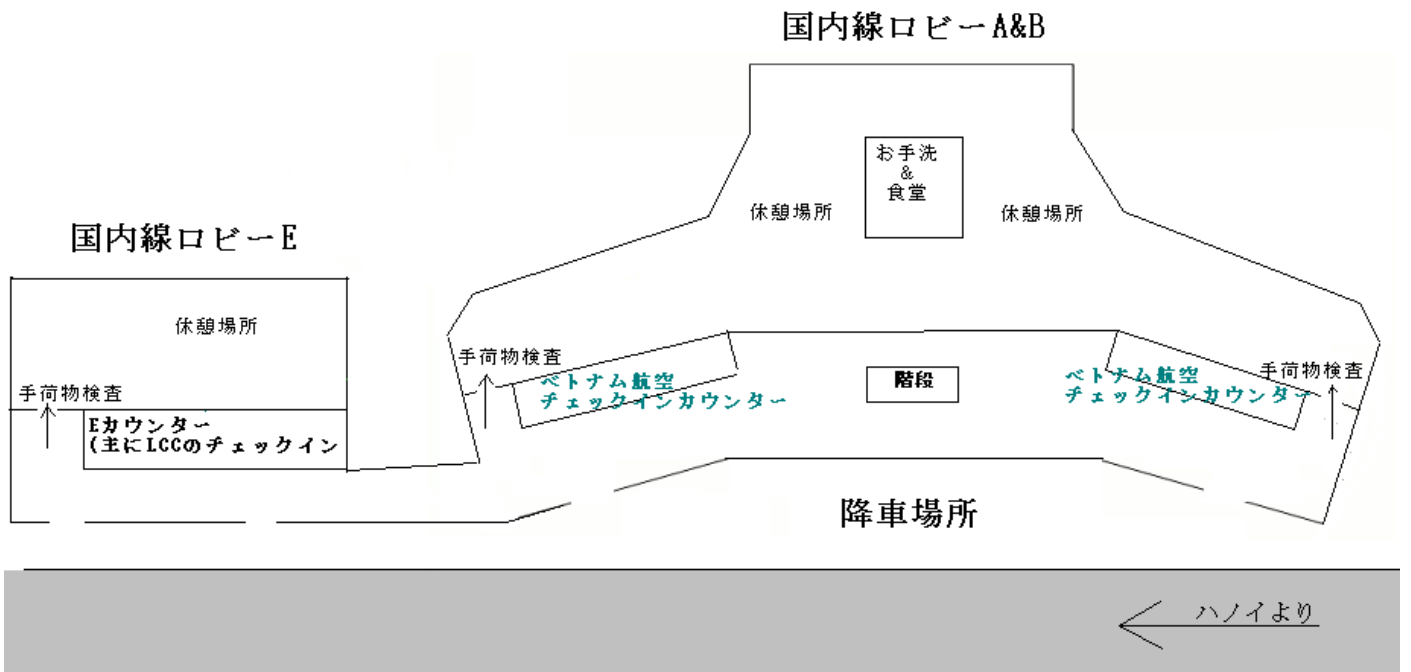 国内線ロビーA&B
お手洗
&
食堂
休憩場所
休憩場所
国内線ロビーE
休憩場所
手荷物検査
Eカウンター
(主にLCCのチェックイン
手荷物検査
ベトナム航空
チェックインカウンター
階段
ベトナム航空
チェックインカウンター
手荷物検査
降車場所
ハノイより